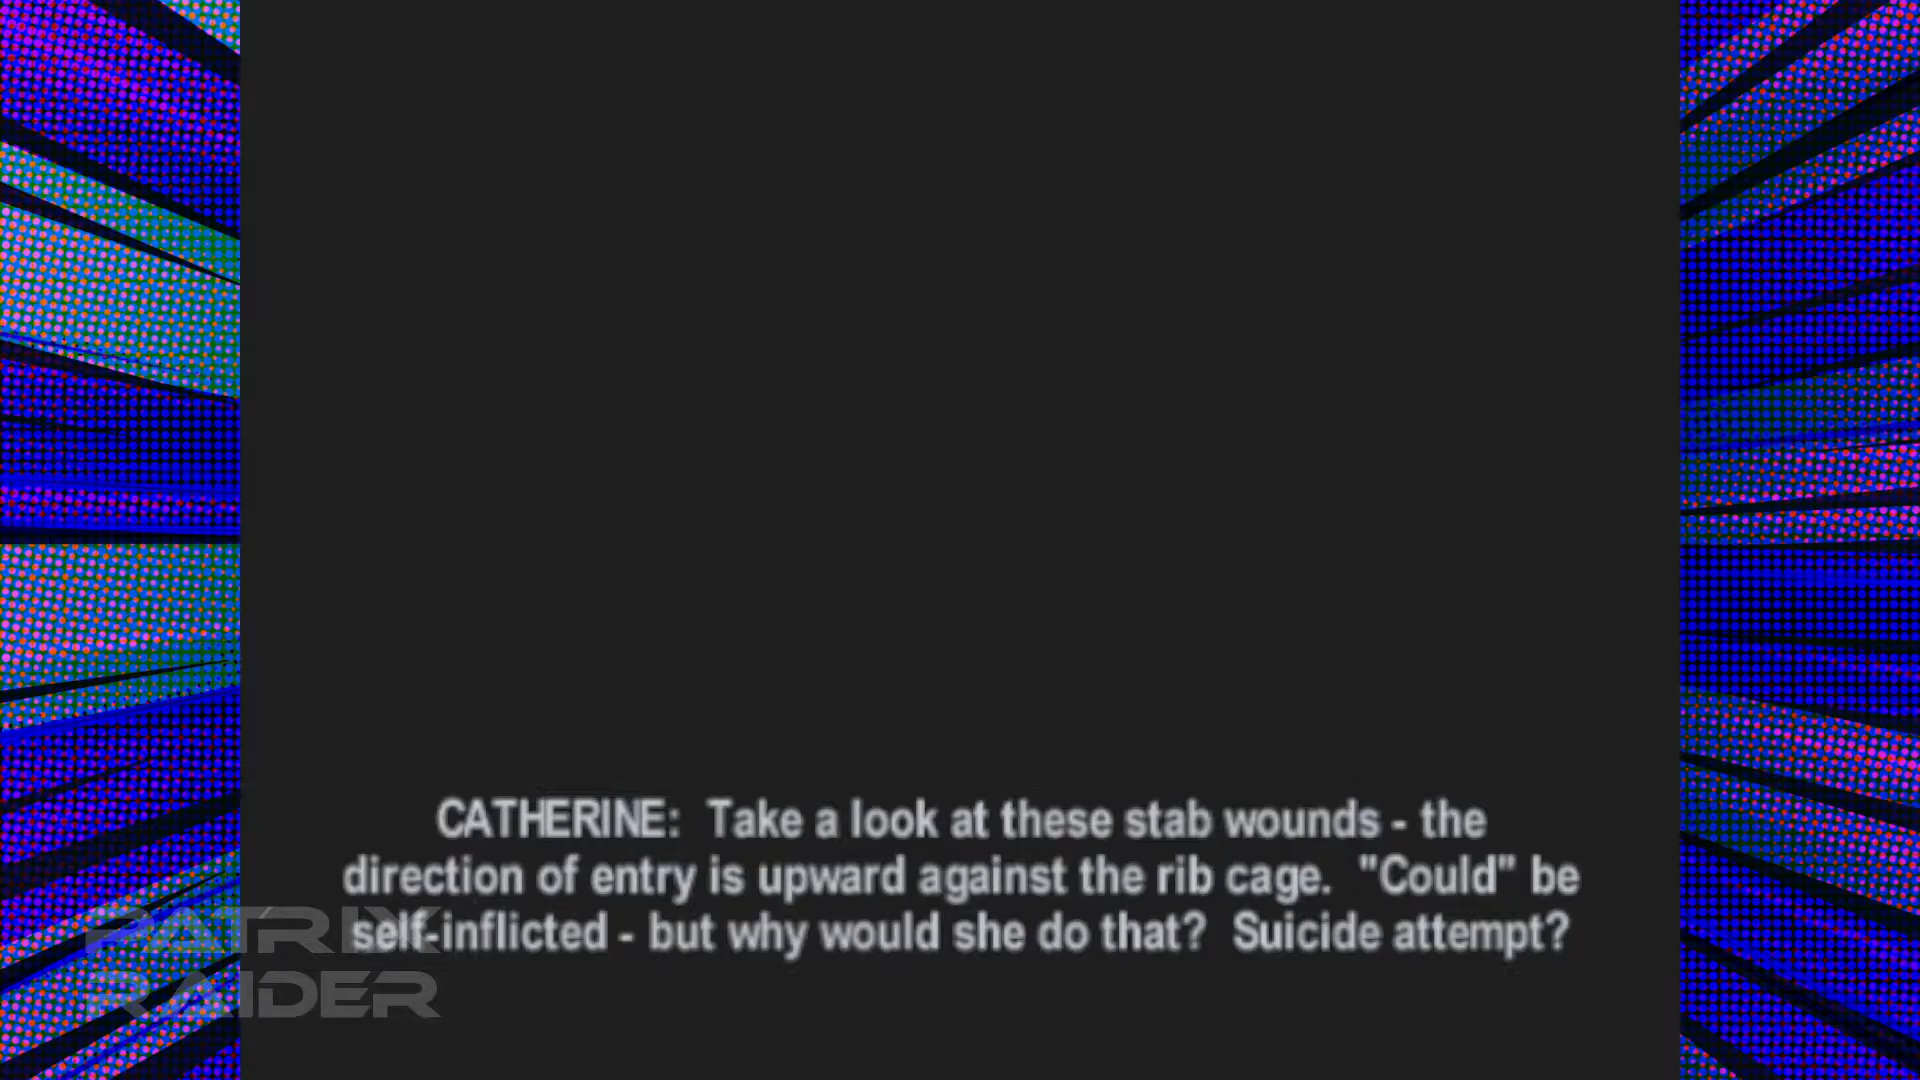 CATHERINE:  Take a look at these stab wounds - the
direction of entry is upward against the rib cage.  "Could" be
self-inflicted - but why would she do that?  Suicide attempt?
PATRIX
RAIDER